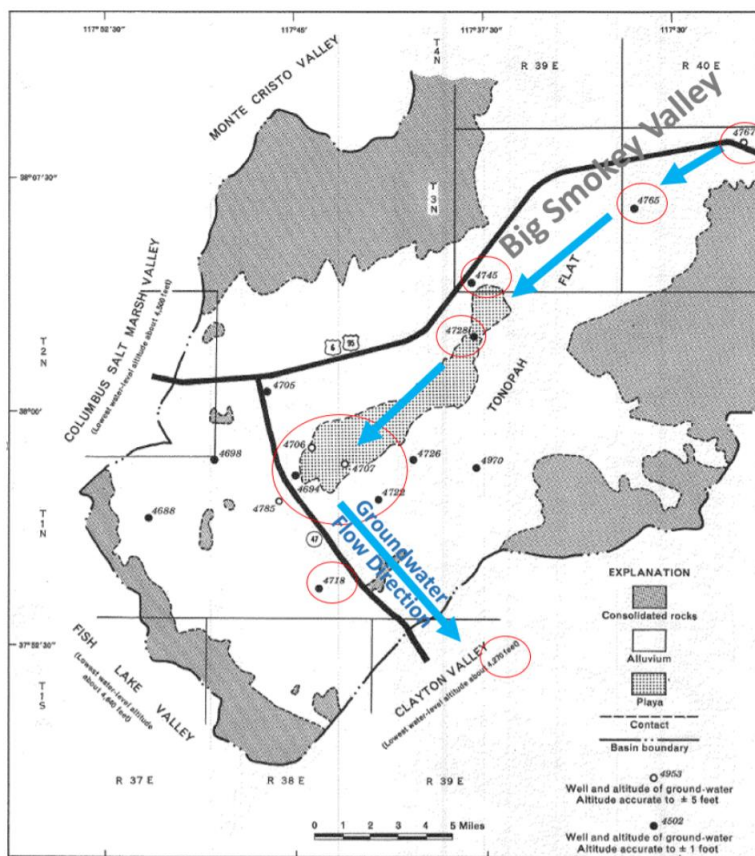 117° 52' 30"
117° 45'
117° 37' 30"
117° 30'
T4N
R 39 E
R 40 E
MONTE CRISTO VALLEY
4767
38° 07' 30"
T3N
Big Smokey Valley
4765
4745
FLAT
COLUMBUS SALT MARSH VALLEY
(Lowest water-level altitude about 4,500 feet)
4728
6
95
T2N
TONOPAH
4705
38° 00'
4706
4698
4707
4726
4970
4694
4785
4722
4688
T1N
47
Groundwater
Flow Direction
4718
EXPLANATION
Consolidated rocks
Alluvium
37° 52' 30"
FISH LAKE VALLEY
(Lowest water-level altitude
about 4,640 feet)
CLAYTON VALLEY
(Lowest water-level altitude about 4,270 feet)
T1S
Playa
Contact
Basin boundary
R 37 E
R 38 E
R 39 E
4953
Well and altitude of ground-water
Altitude accurate to ± 5 feet
0 1 2 3 4 5 Miles
4502
Well and altitude of ground-water
Altitude accurate to ± 1 foot